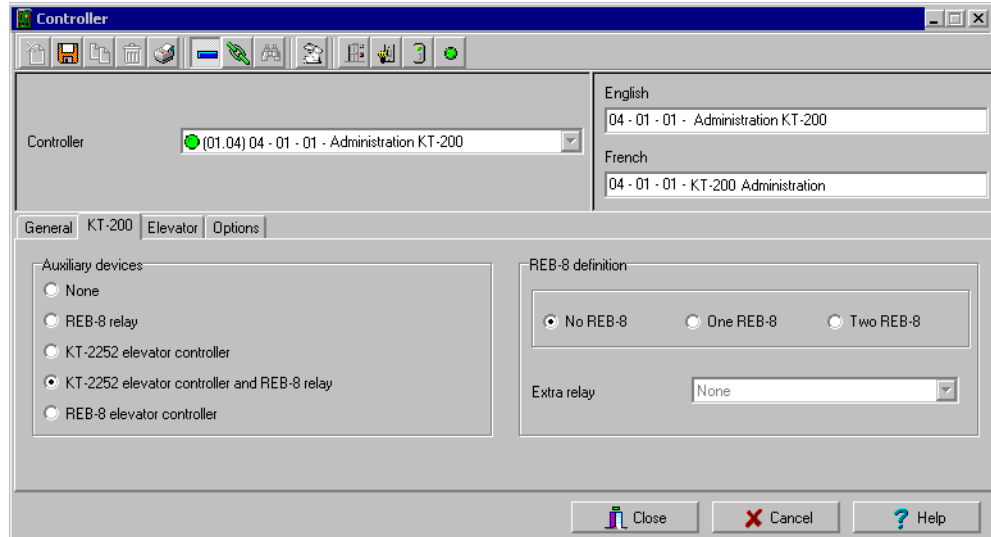 Controller
English
04 - 01 - 01 - Administration KT-200
Controller
(01.04) 04 - 01 - 01 - Administration KT-200
French
04 - 01 - 01 - KT-200 Administration
General KT-200 Elevator Options
Auxiliary devices
None
REB-8 relay
KT-2252 elevator controller
KT-2252 elevator controller and REB-8 relay
REB-8 elevator controller
REB-8 definition
No REB-8 One REB-8 Two REB-8
Extra relay None
Close Cancel Help